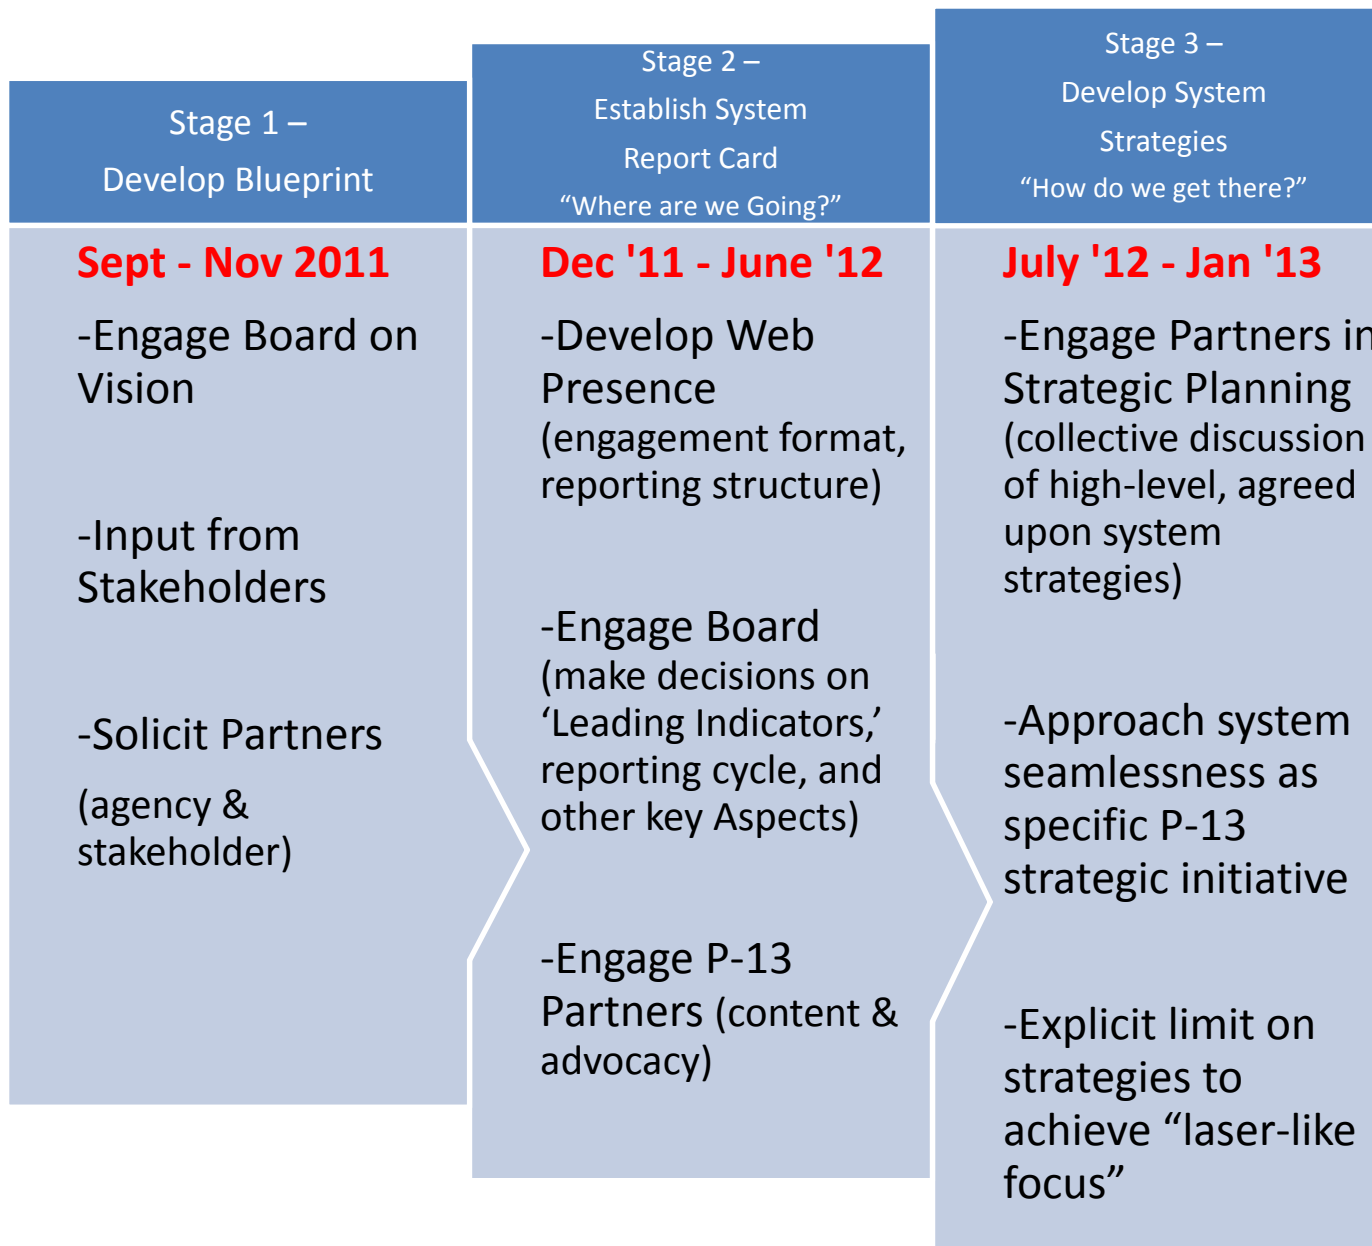 Stage 1 –
Develop Blueprint
Sept - Nov 2011
-Engage Board on
Vision
-Input from
Stakeholders
-Solicit Partners
(agency &
stakeholder)
Stage 2 –
Establish System
Report Card
“Where are we Going?”
Dec '11 - June '12
-Develop Web
Presence
(engagement format,
reporting structure)
-Engage Board
(make decisions on
‘Leading Indicators,’
reporting cycle, and
other key Aspects)
-Engage P-13
Partners (content &
advocacy)
Stage 3 –
Develop System
Strategies
“How do we get there?”
July '12 - Jan '13
-Engage Partners in
Strategic Planning
(collective discussion
of high-level, agreed
upon system
strategies)
-Approach system
seamlessness as
specific P-13
strategic initiative
-Explicit limit on
strategies to
achieve “laser-like
focus”